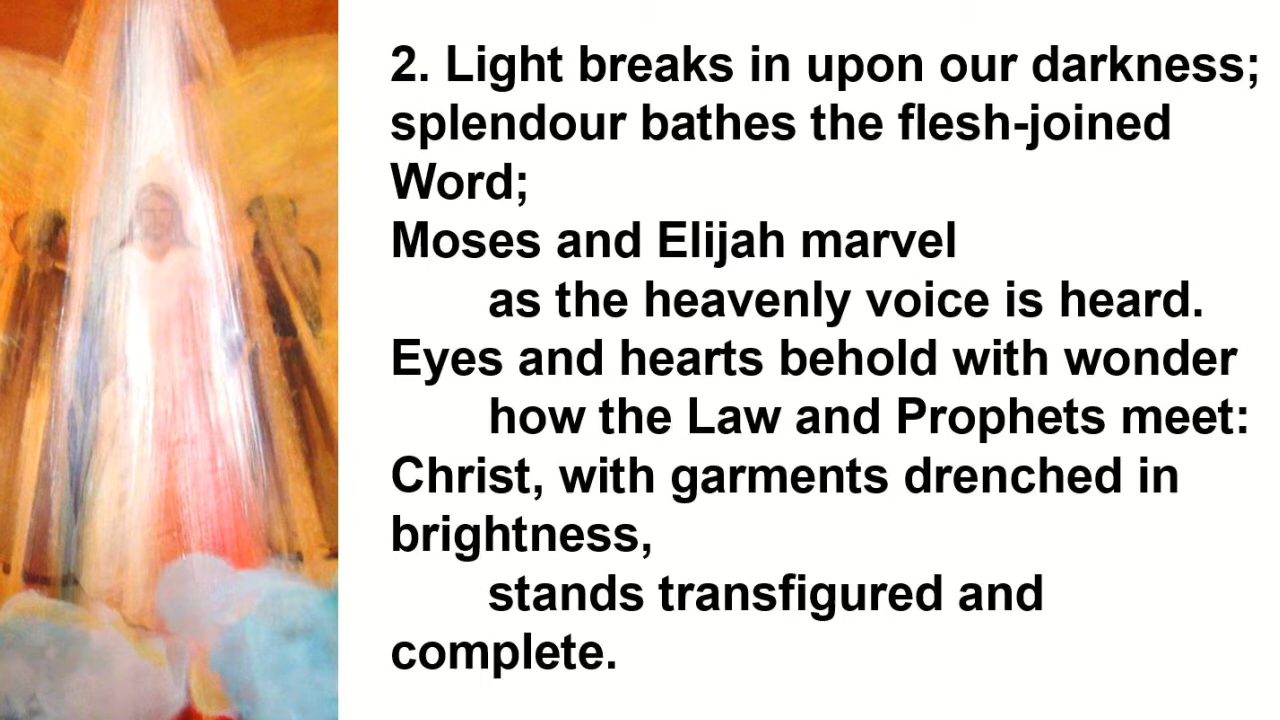 2. Light breaks in upon our darkness;
splendour bathes the flesh-joined
Word;
Moses and Elijah marvel
as the heavenly voice is heard.
Eyes and hearts behold with wonder
how the Law and Prophets meet:
Christ, with garments drenched in
brightness,
stands transfigured and
complete.